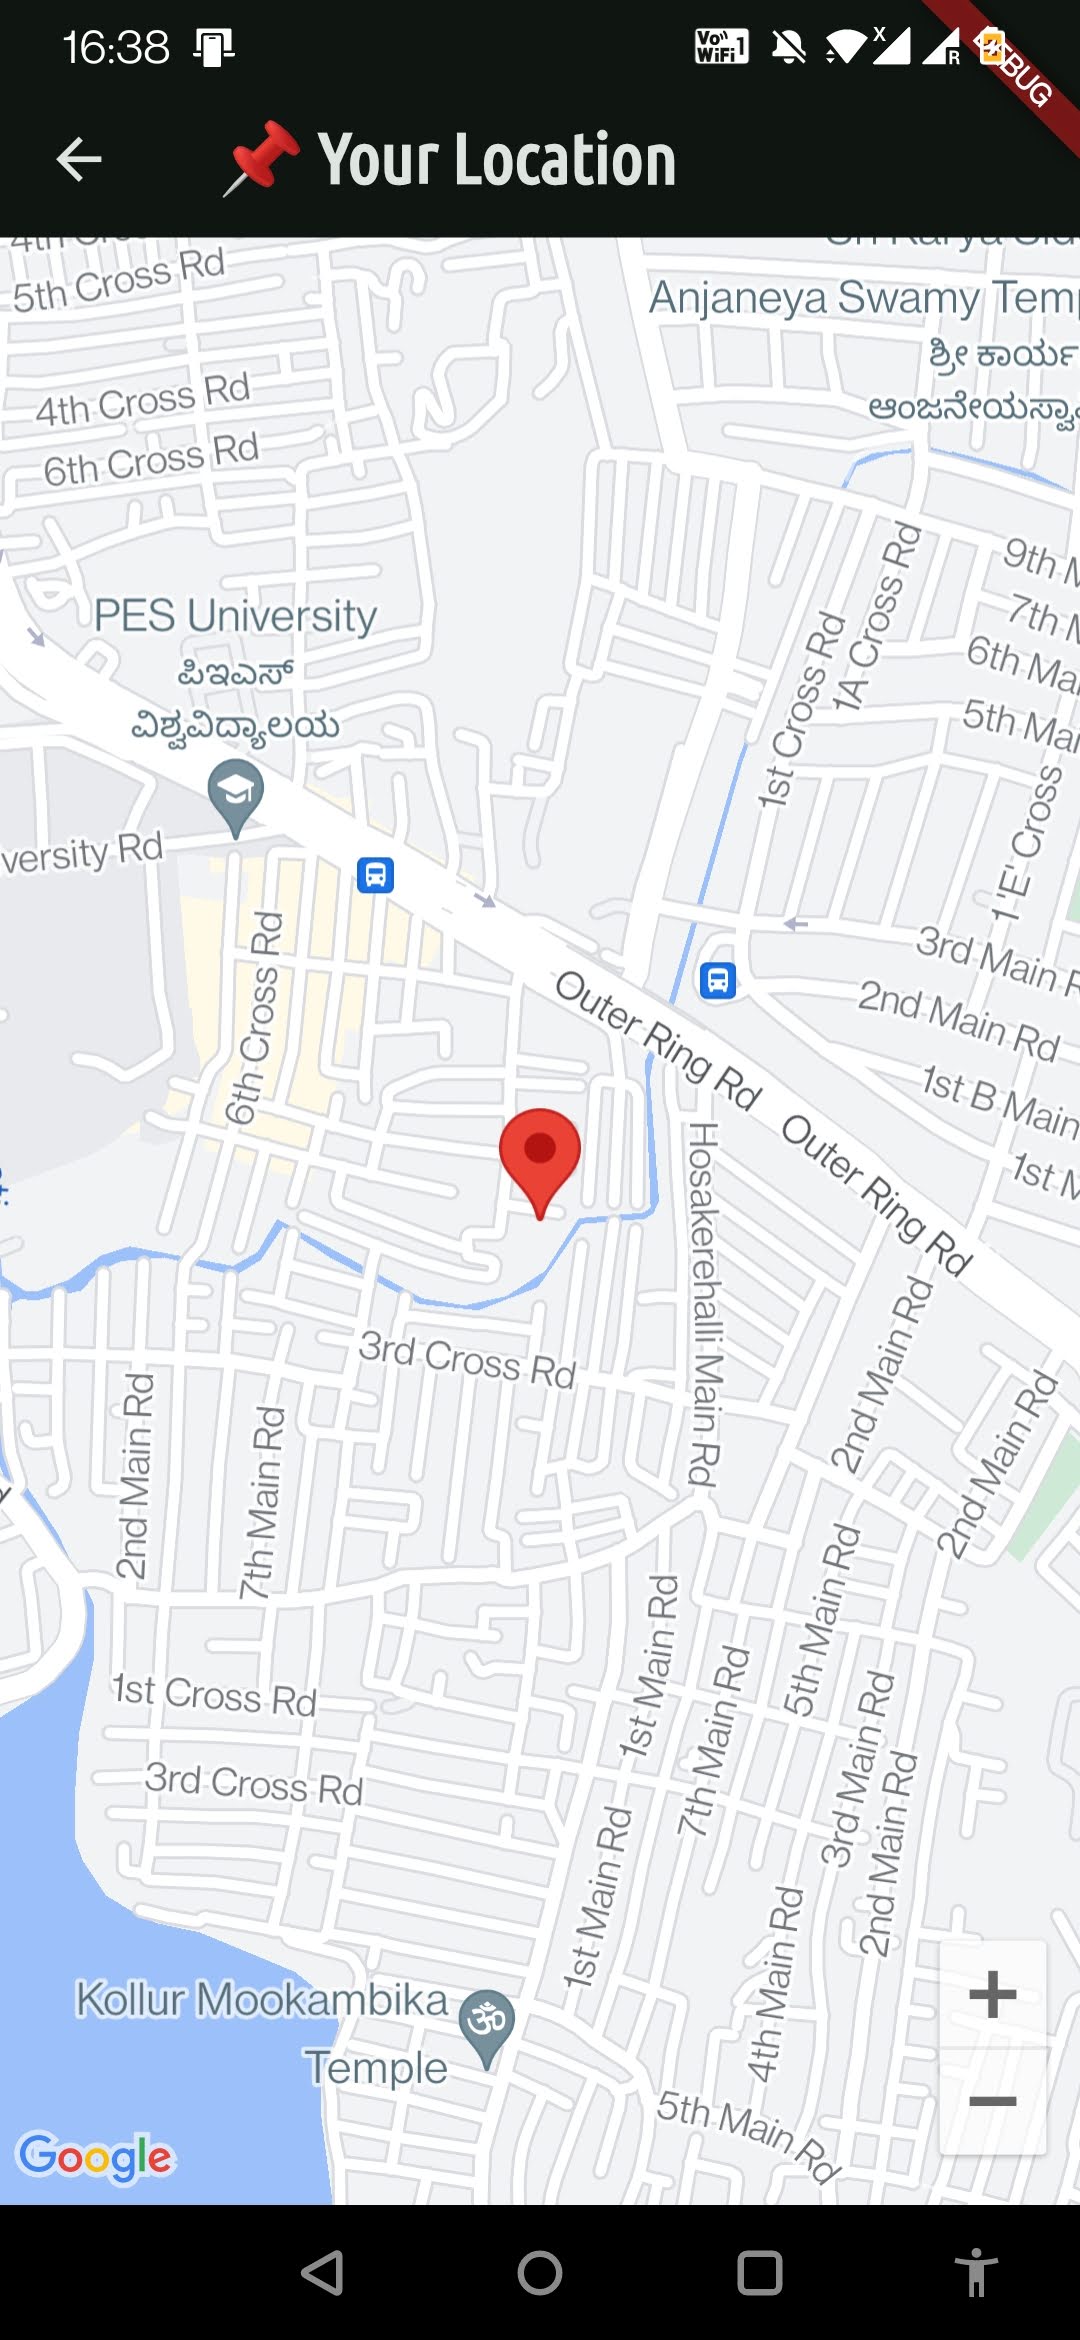 16:38
Vo
WiFi 1
X
R
DEBUG
Your Location
5th Cross Rd
Anjaneya Swamy Temp
ಶ್ರೀ ಕಾರ್ಯ
ಆಂಜನೇಯಸ್ವಾ
4th Cross Rd
6th Cross Rd
9th M
7th M
6th Mai
5th Mai
1A Cross Rd
1st Cross Rd
PES University
ಪಿಇಎಸ್
ವಿಶ್ವವಿದ್ಯಾಲಯ
1 'E' Cross
versity Rd
6th Cross Rd
3rd Main R
2nd Main Rd
1st B Main
1st M
Outer Ring Rd
Outer Ring Rd
Hosakerehalli Main Rd
3rd Cross Rd
2nd Main Rd
2nd Main Rd
2nd Main Rd
7th Main Rd
5th Main Rd
1st Main Rd
7th Main Rd
1st Cross Rd
3rd Cross Rd
3rd Main Rd
2nd Main Rd
1st Main Rd
4th Main Rd
Kollur Mookambika
Temple
ॐ
5th Main Rd
+
−
Google